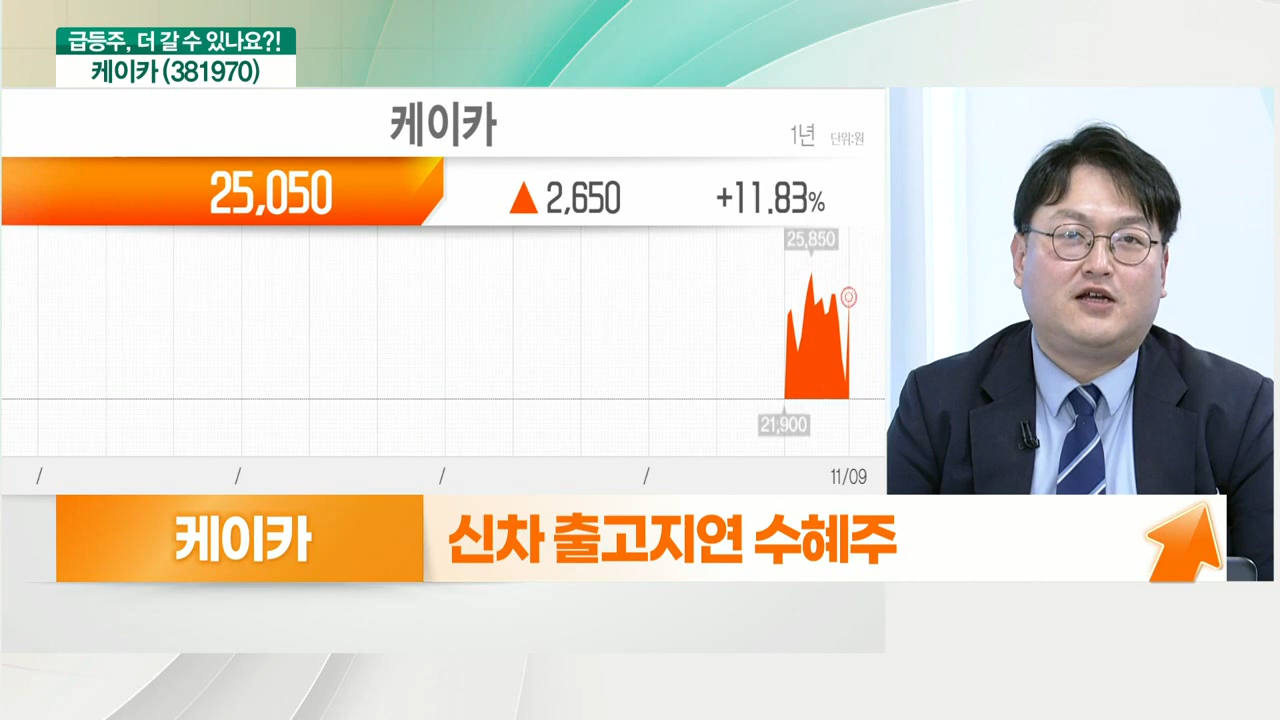 급등주, 더 갈 수 있나요?!
케이카 (381970)
케이카
1년 단위:원
25,050 ▲ 2,650 +11.83%
25,850
21,900
/ / / / 11/09
케이카 신차 출고지연 수혜주